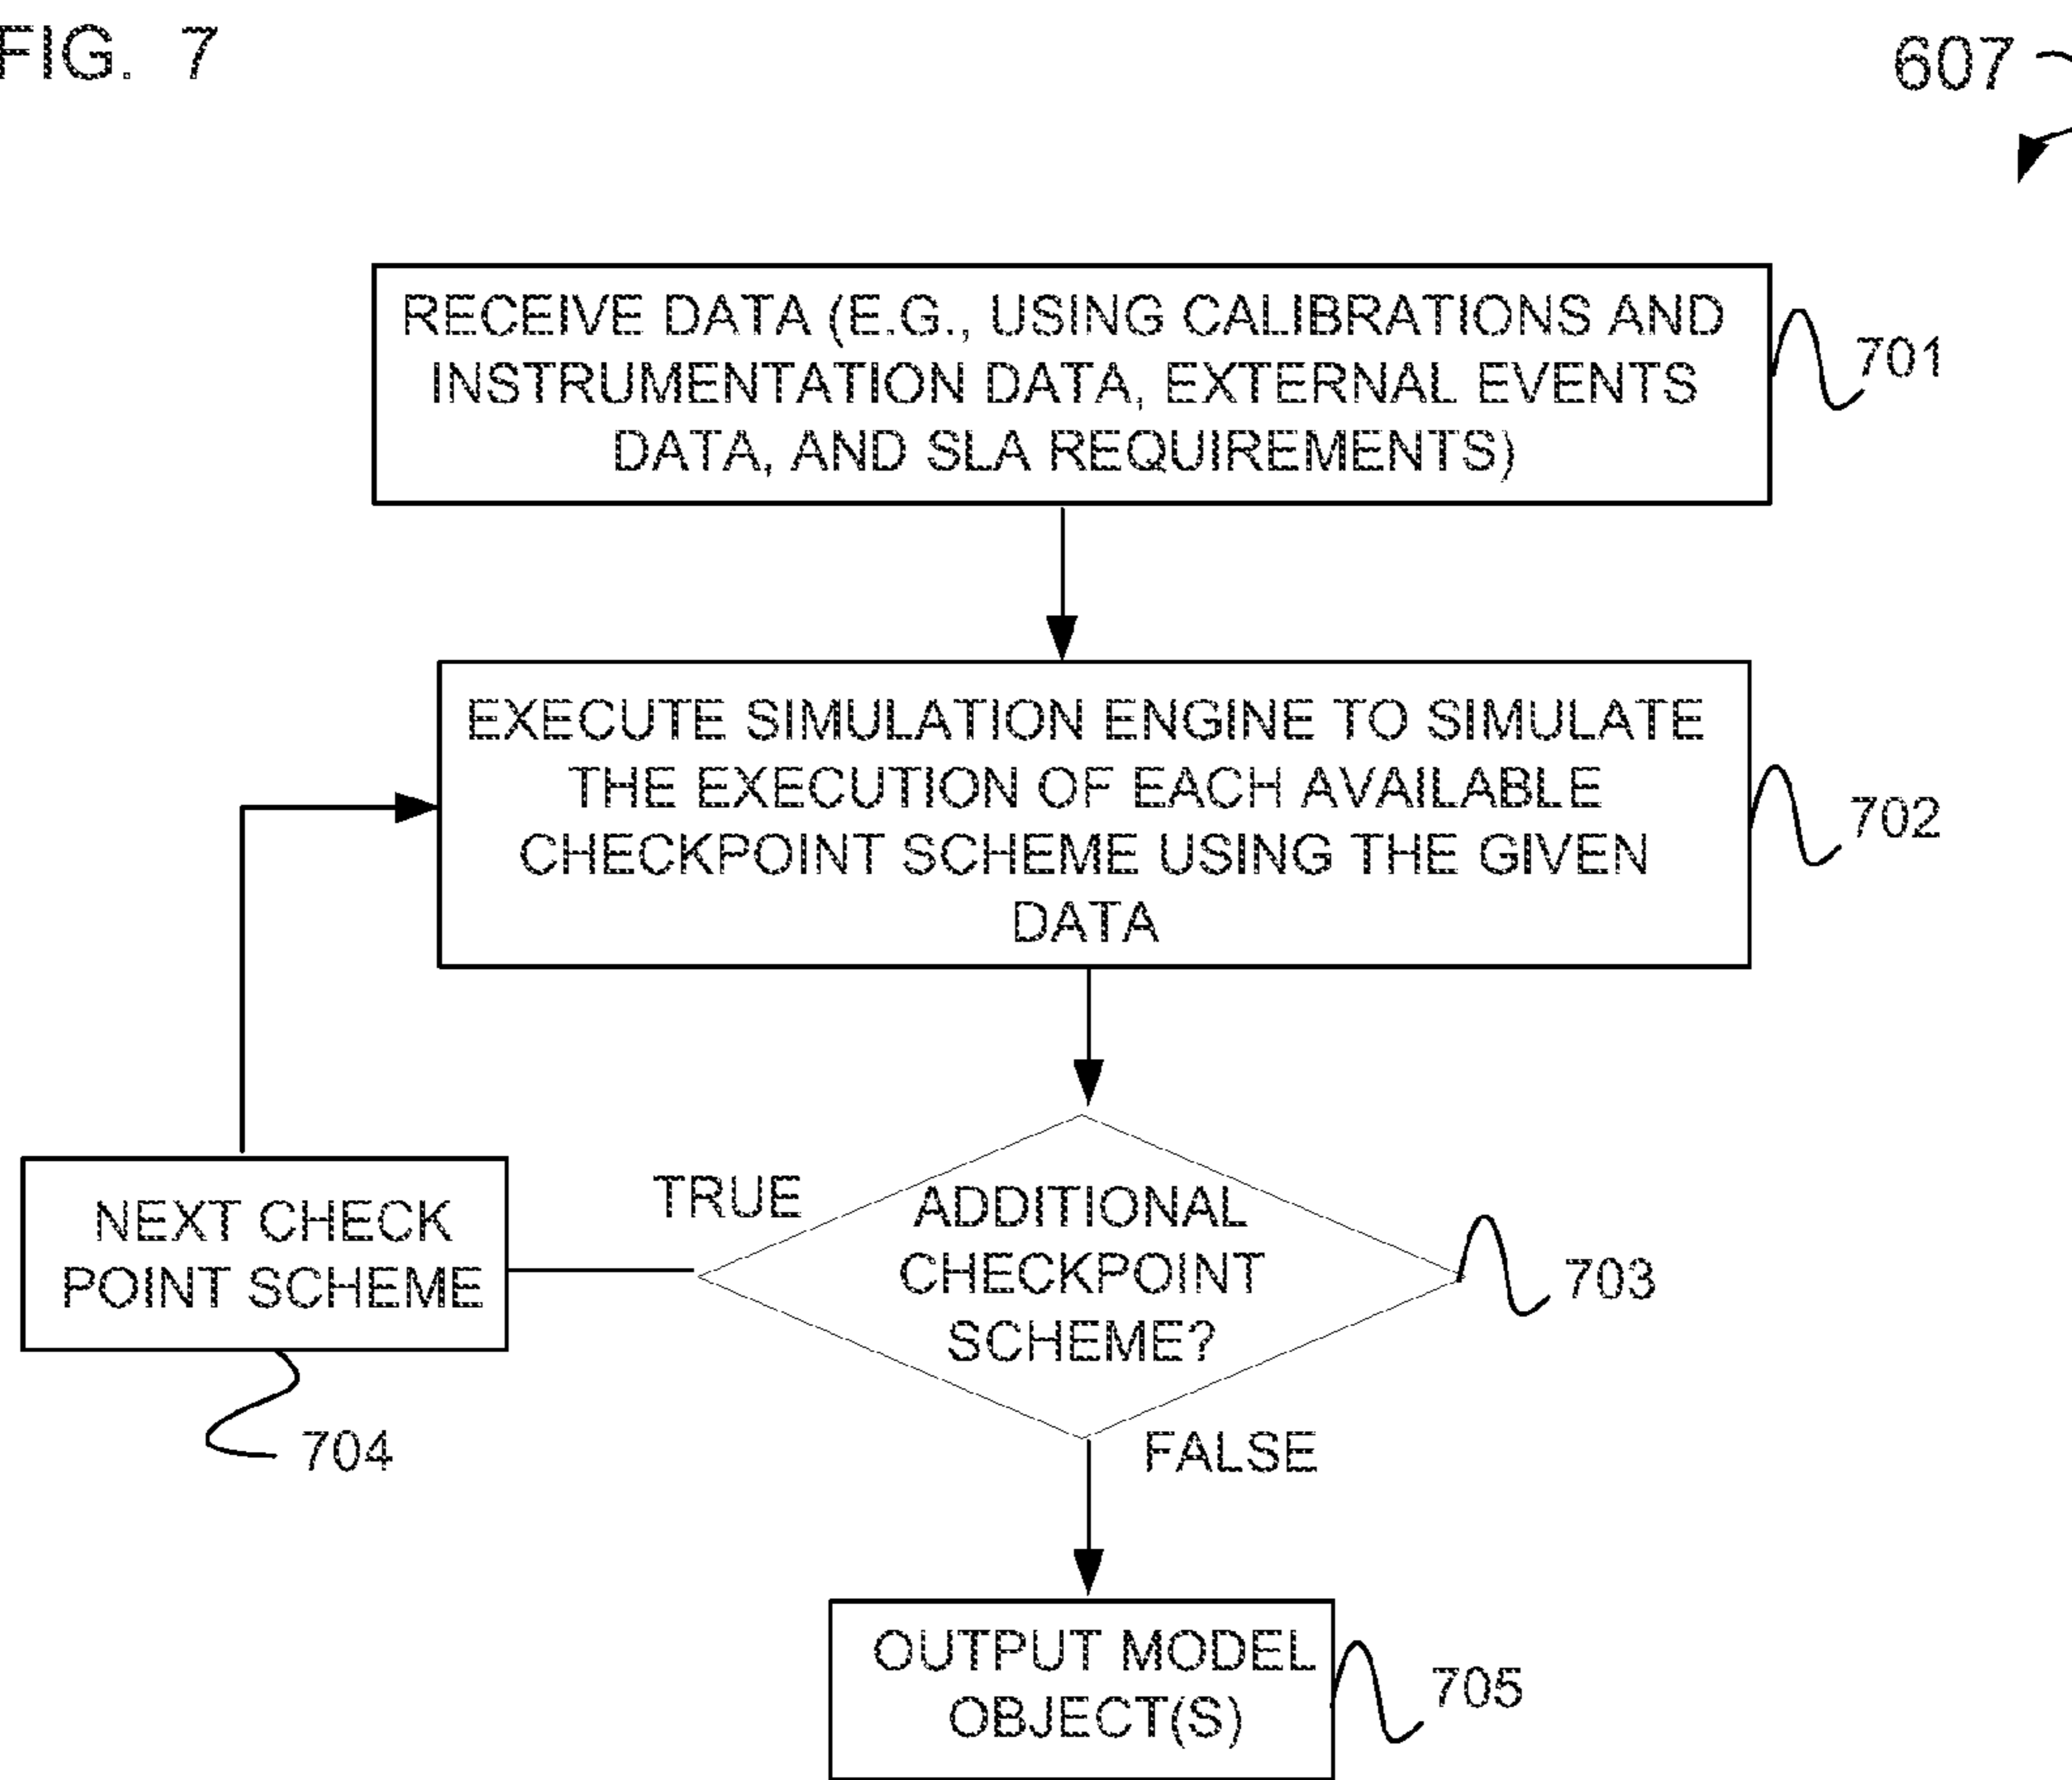 FIG. 7
607
RECEIVE DATA (E.G., USING CALIBRATIONS AND
INSTRUMENTATION DATA, EXTERNAL EVENTS
DATA, AND SLA REQUIREMENTS)
701
EXECUTE SIMULATION ENGINE TO SIMULATE
THE EXECUTION OF EACH AVAILABLE
CHECKPOINT SCHEME USING THE GIVEN
DATA
702
TRUE
ADDITIONAL
CHECKPOINT
SCHEME?
703
NEXT CHECK
POINT SCHEME
704
FALSE
OUTPUT MODEL
OBJECT(S)
705